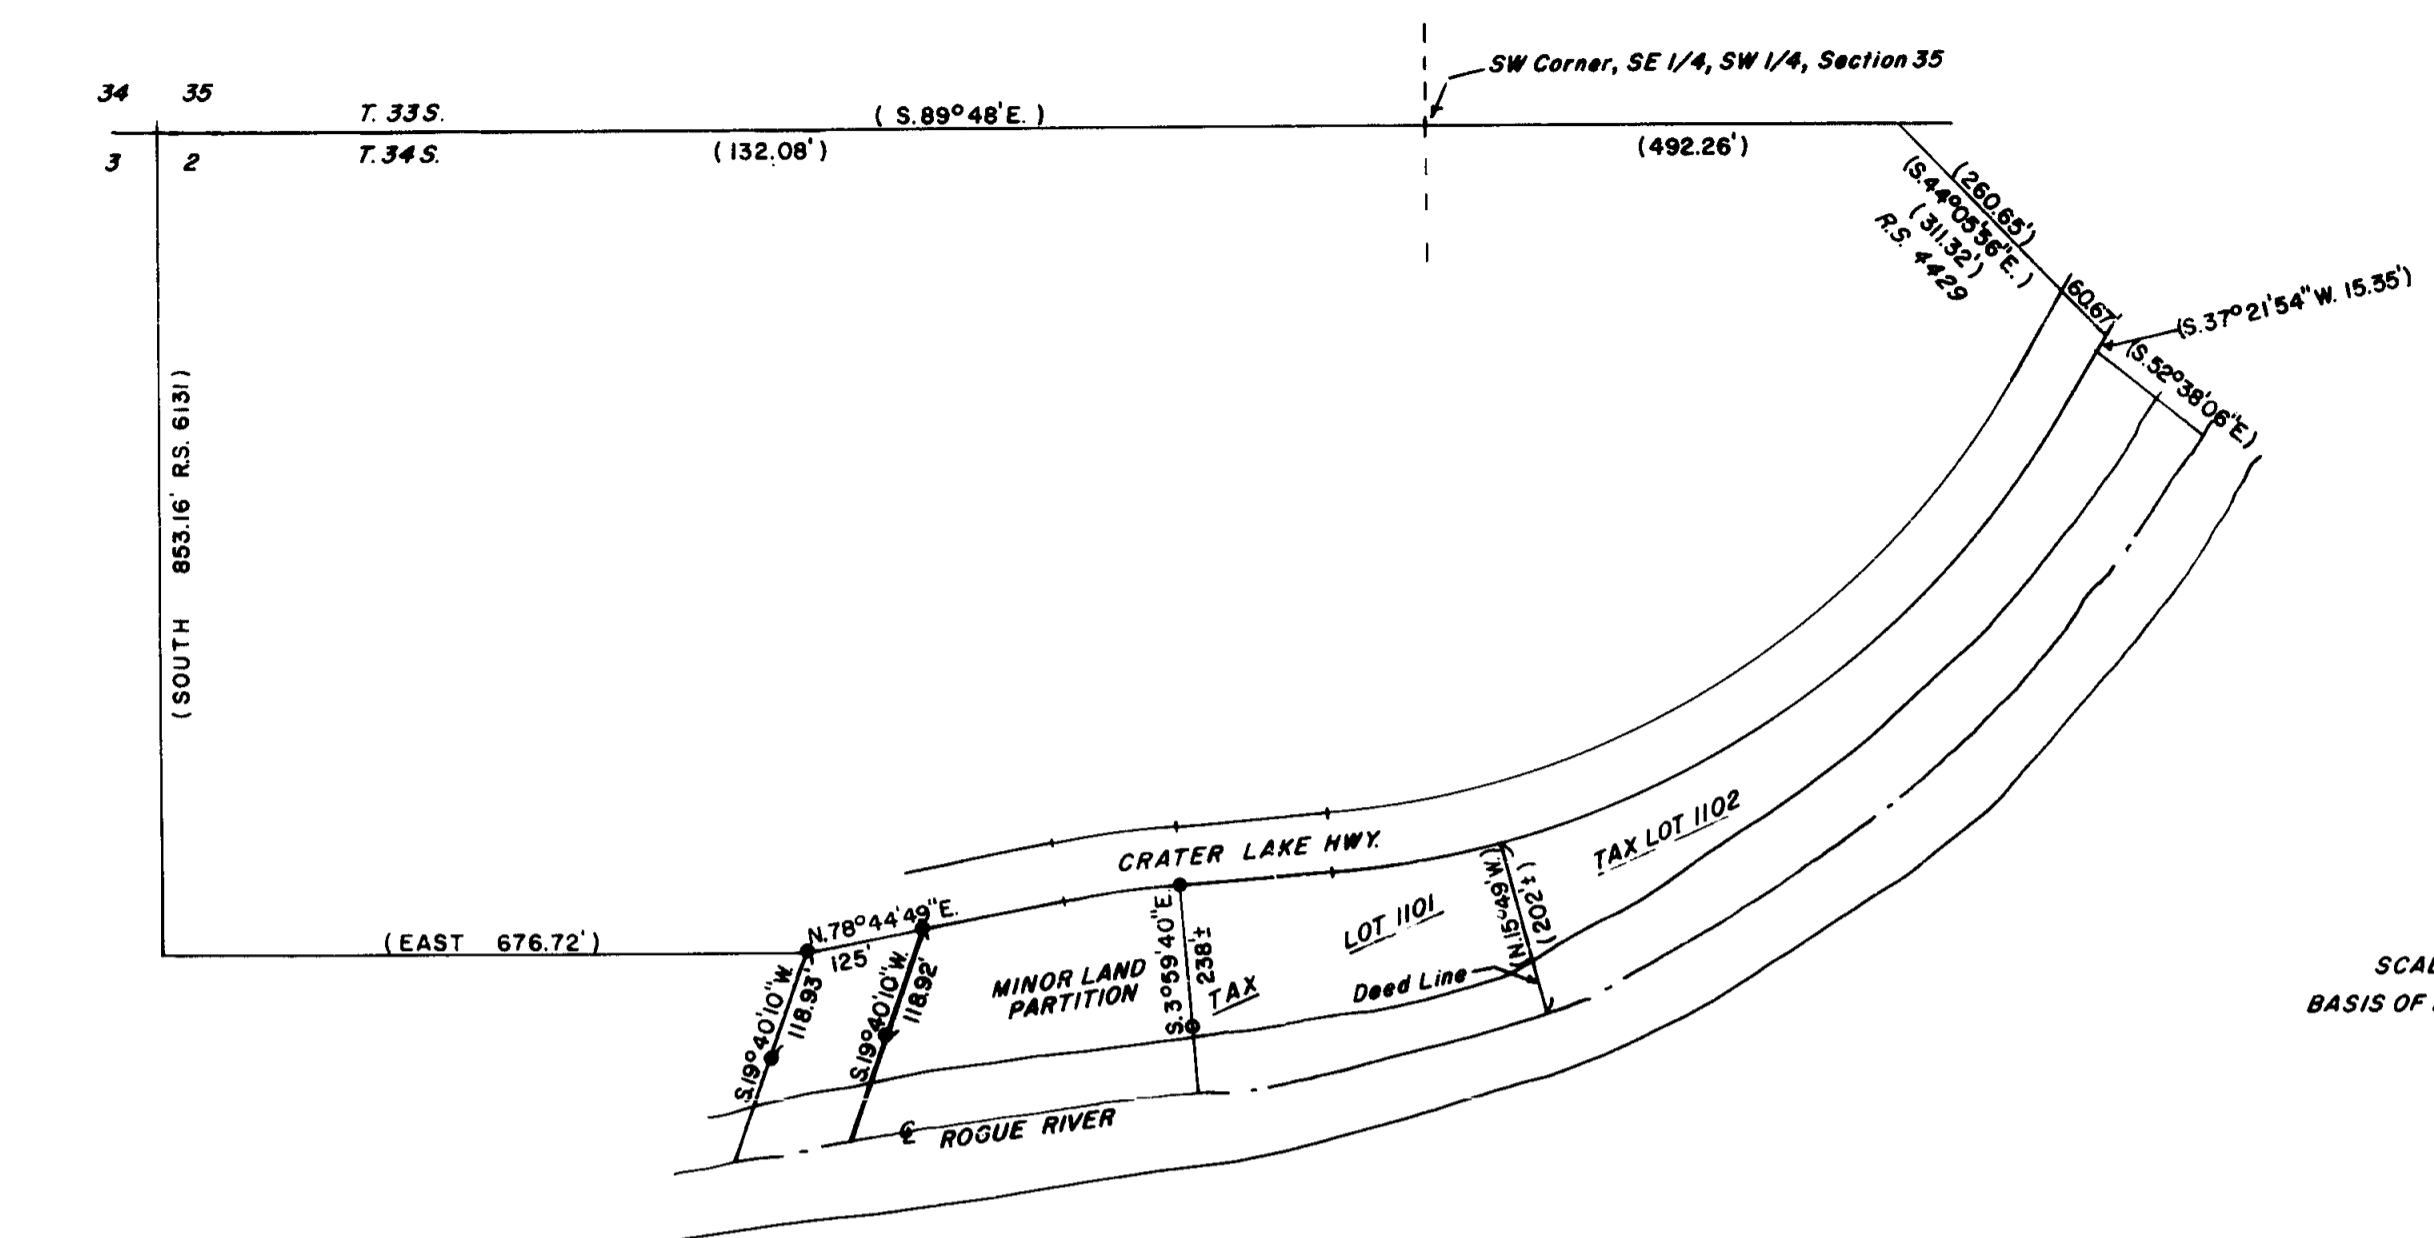 34 35
T. 33 S.
( S. 89° 48' E. )
SW Corner, SE 1/4, SW 1/4, Section 35
3 2
T. 34 S.
(132.08')
(492.26')
(260.65')
(S.44°05'56"E.)
(311.32')
R.S. 4429
60.67'
(S.37°21'54"W. 15.35')
(S.52°38'06"E.)
(SOUTH 853.16' R.S. 6131)
CRATER LAKE HWY.
TAX LOT 1102
N.78°44'49"E.
125'
(EAST 676.72')
S.19°40'10"W.
118.93'
S.19°40'10"W.
118.92'
MINOR LAND
PARTITION
S.3°59'40"E.
238'±
TAX
LOT 1101
(N.15°49'W.)
(202'±)
Deed Line
℄ ROGUE RIVER
BASIS OF